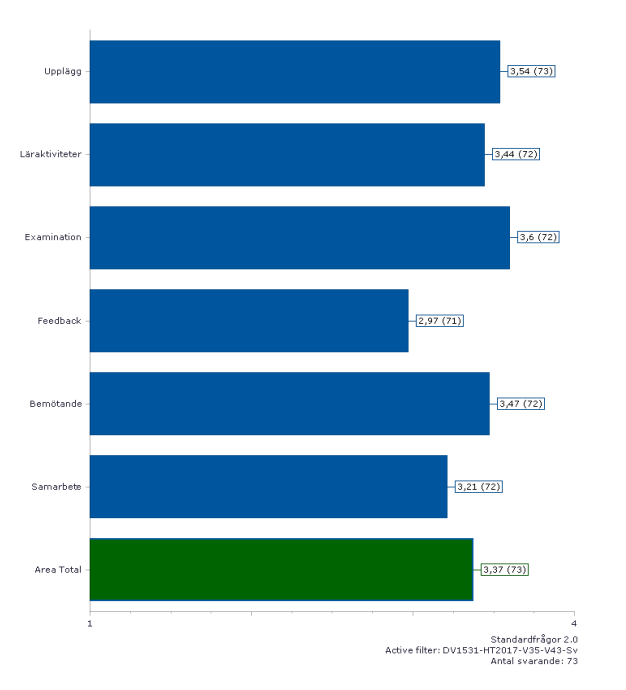 Upplägg
3,54 (73)
Läraktiviteter
3,44 (72)
Examination
3,6 (72)
Feedback
2,97 (71)
Bemötande
3,47 (72)
Samarbete
3,21 (72)
Area Total
3,37 (73)
1
4
Standardfrågor 2.0
Active filter: DV1531-HT2017-V35-V43-Sv
Antal svarande: 73